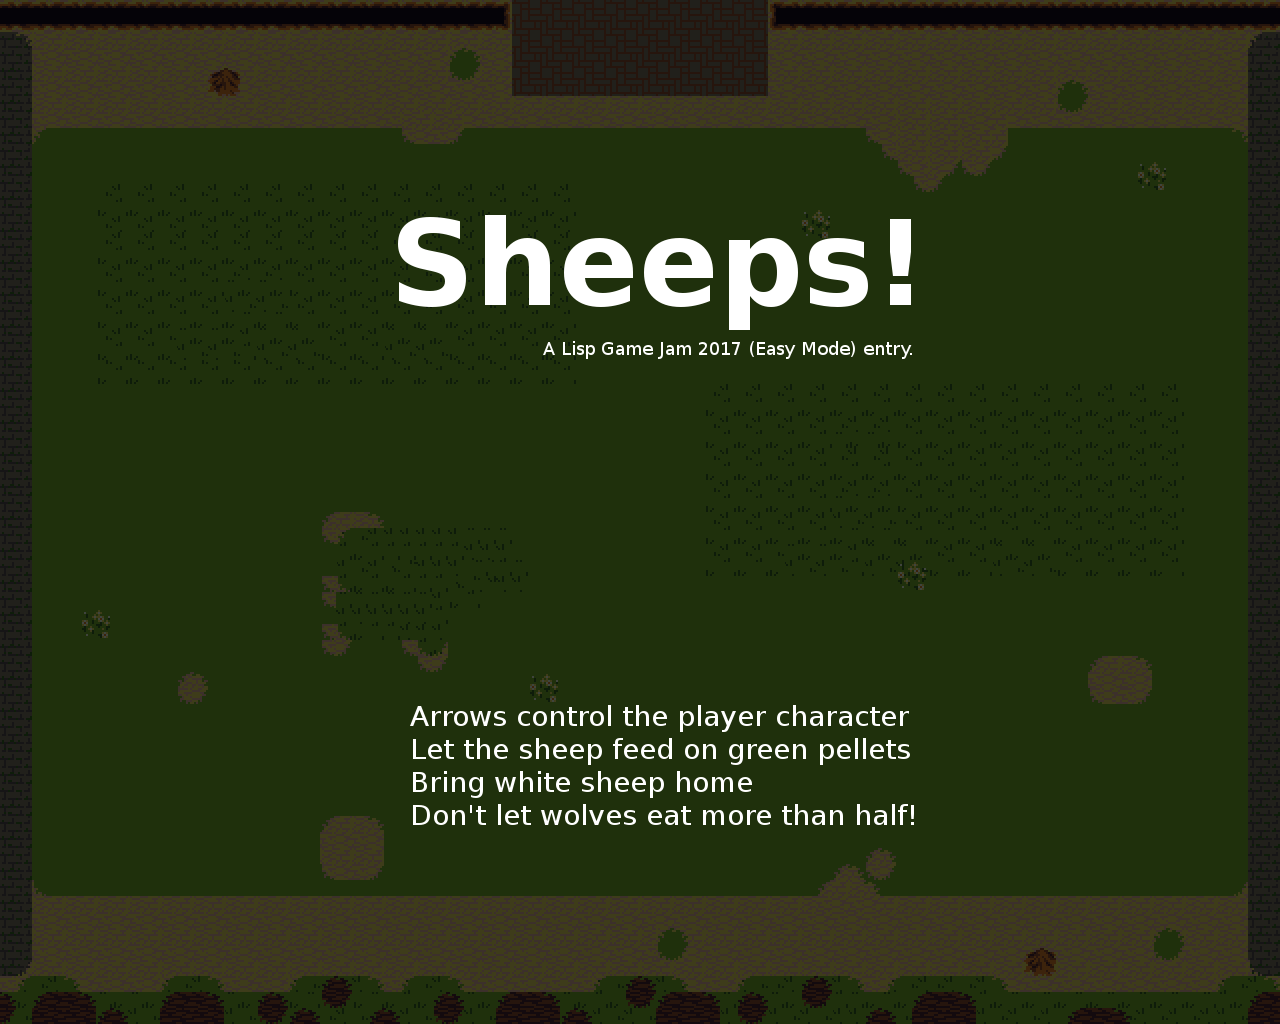 Sheeps!
A Lisp Game Jam 2017 (Easy Mode) entry.
Arrows control the player character
Let the sheep feed on green pellets
Bring white sheep home
Don't let wolves eat more than half!